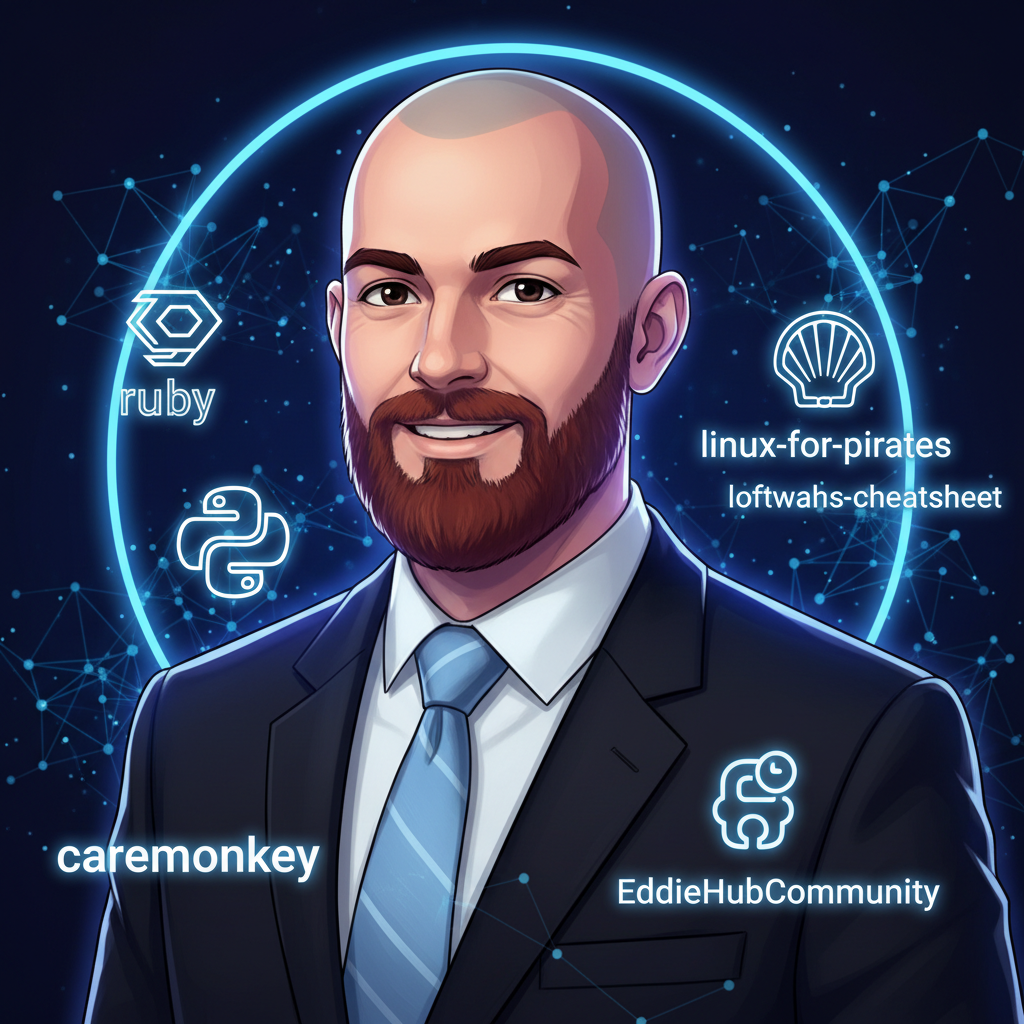 ruby
linux-for-pirates
loftwahs-cheatsheet
caremonkey
EddieHubCommunity